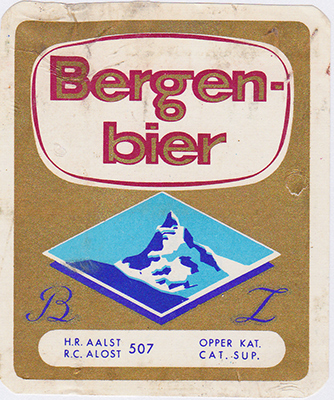 Bergen-
bier
B Z
H.R. AALST 507 OPPER KAT.
R.C. ALOST CAT. SUP.